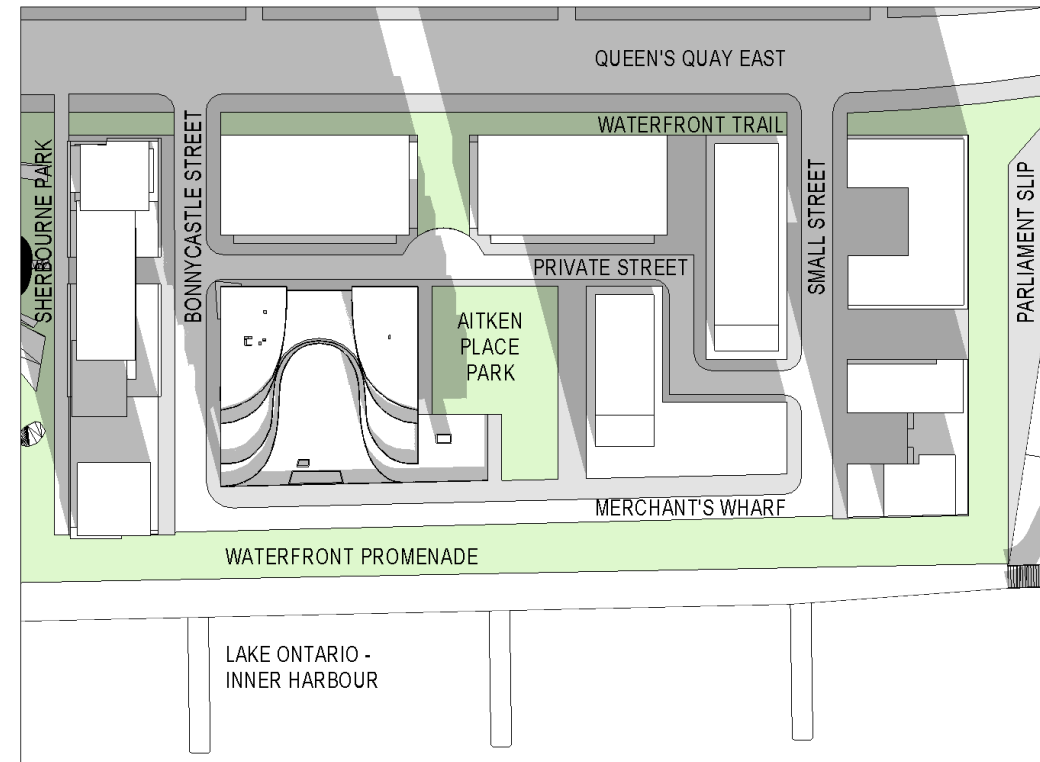 QUEEN'S QUAY EAST
WATERFRONT TRAIL
SHERBOURNE PARK
BONNYCASTLE STREET
SMALL STREET
PARLIAMENT SLIP
PRIVATE STREET
AITKEN
PLACE
PARK
MERCHANT'S WHARF
WATERFRONT PROMENADE
LAKE ONTARIO -
INNER HARBOUR